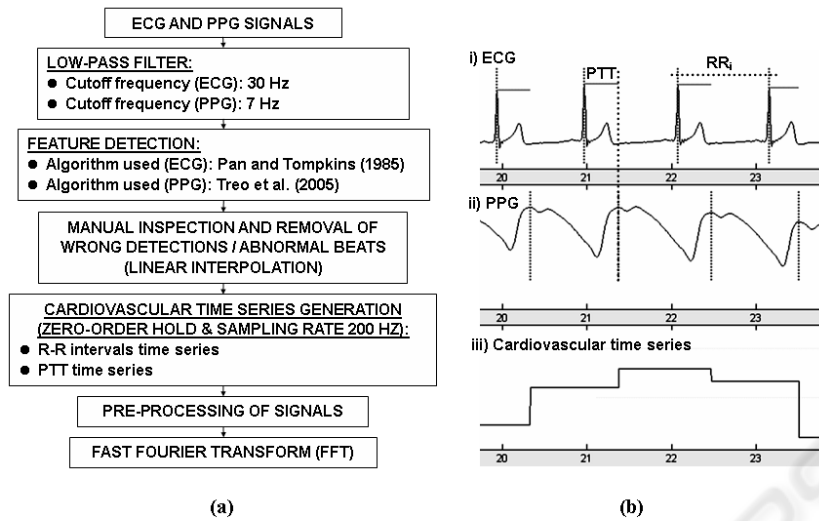 ECG AND PPG SIGNALS
LOW-PASS FILTER:
● Cutoff frequency (ECG): 30 Hz
● Cutoff frequency (PPG): 7 Hz
FEATURE DETECTION:
● Algorithm used (ECG): Pan and Tompkins (1985)
● Algorithm used (PPG): Treo et al. (2005)
MANUAL INSPECTION AND REMOVAL OF
WRONG DETECTIONS / ABNORMAL BEATS
(LINEAR INTERPOLATION)
CARDIOVASCULAR TIME SERIES GENERATION
(ZERO-ORDER HOLD & SAMPLING RATE 200 HZ):
● R-R intervals time series
● PTT time series
PRE-PROCESSING OF SIGNALS
FAST FOURIER TRANSFORM (FFT)
(a)
i) ECG
PTT
RRi
20 21 22 23
ii) PPG
20 21 22 23
iii) Cardiovascular time series
20 21 22 23
(b)